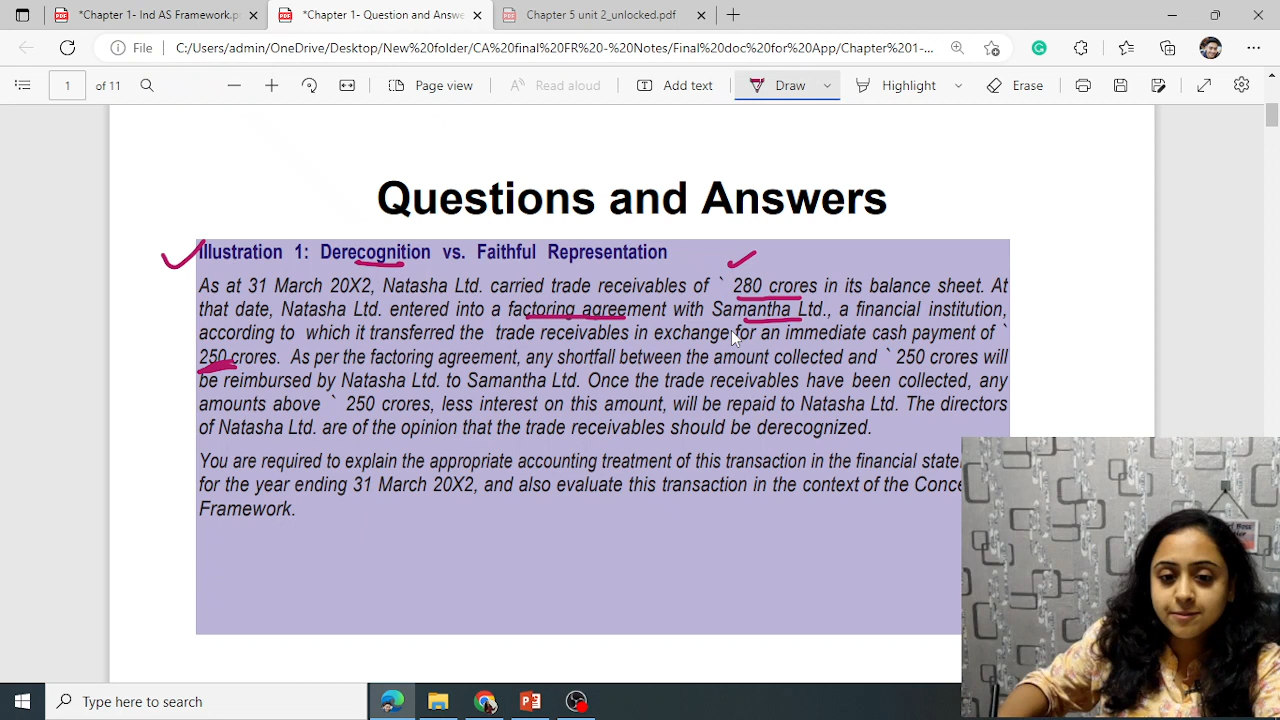 *Chapter 1- Ind AS Framework.p
*Chapter 1- Question and Answe
Chapter 5 unit 2_unlocked.pdf
File
C:/Users/admin/OneDrive/Desktop/New%20folder/CA%20Final%20FR%20-%20Notes/Final%20doc%20for%20App/Chapter%201-...
1 of 11
Page view
Read aloud
Add text
Draw
Highlight
Erase
Questions and Answers
Illustration 1: Derecognition vs. Faithful Representation
As at 31 March 20X2, Natasha Ltd. carried trade receivables of ` 280 crores in its balance sheet. At
that date, Natasha Ltd. entered into a factoring agreement with Samantha Ltd., a financial institution,
according to which it transferred the trade receivables in exchange for an immediate cash payment of `
250 crores. As per the factoring agreement, any shortfall between the amount collected and ` 250 crores will
be reimbursed by Natasha Ltd. to Samantha Ltd. Once the trade receivables have been collected, any
amounts above ` 250 crores, less interest on this amount, will be repaid to Natasha Ltd. The directors
of Natasha Ltd. are of the opinion that the trade receivables should be derecognized.
You are required to explain the appropriate accounting treatment of this transaction in the financial state
for the year ending 31 March 20X2, and also evaluate this transaction in the context of the Conce
Framework.
Type here to search